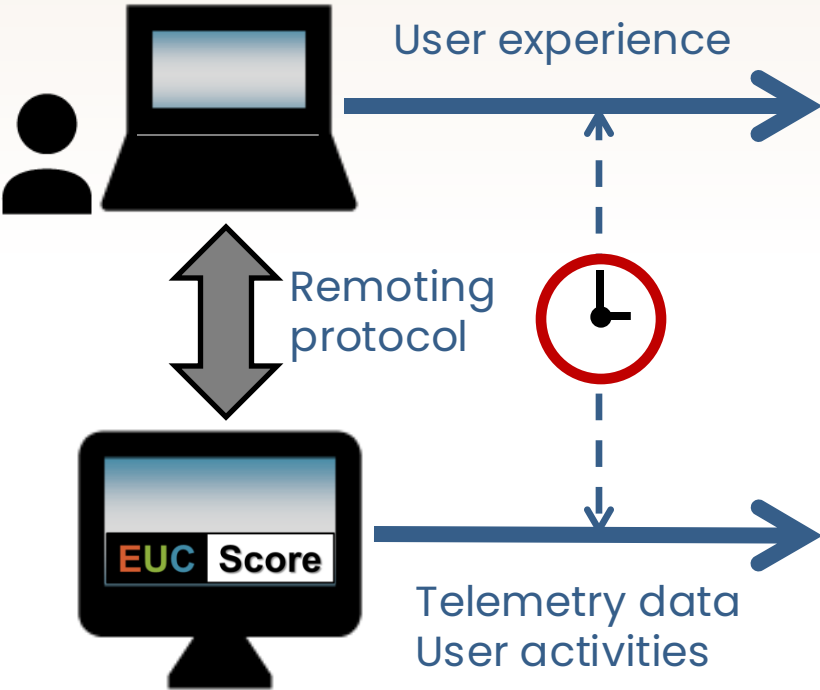 User experience
Remoting
protocol
EUC Score
Telemetry data
User activities